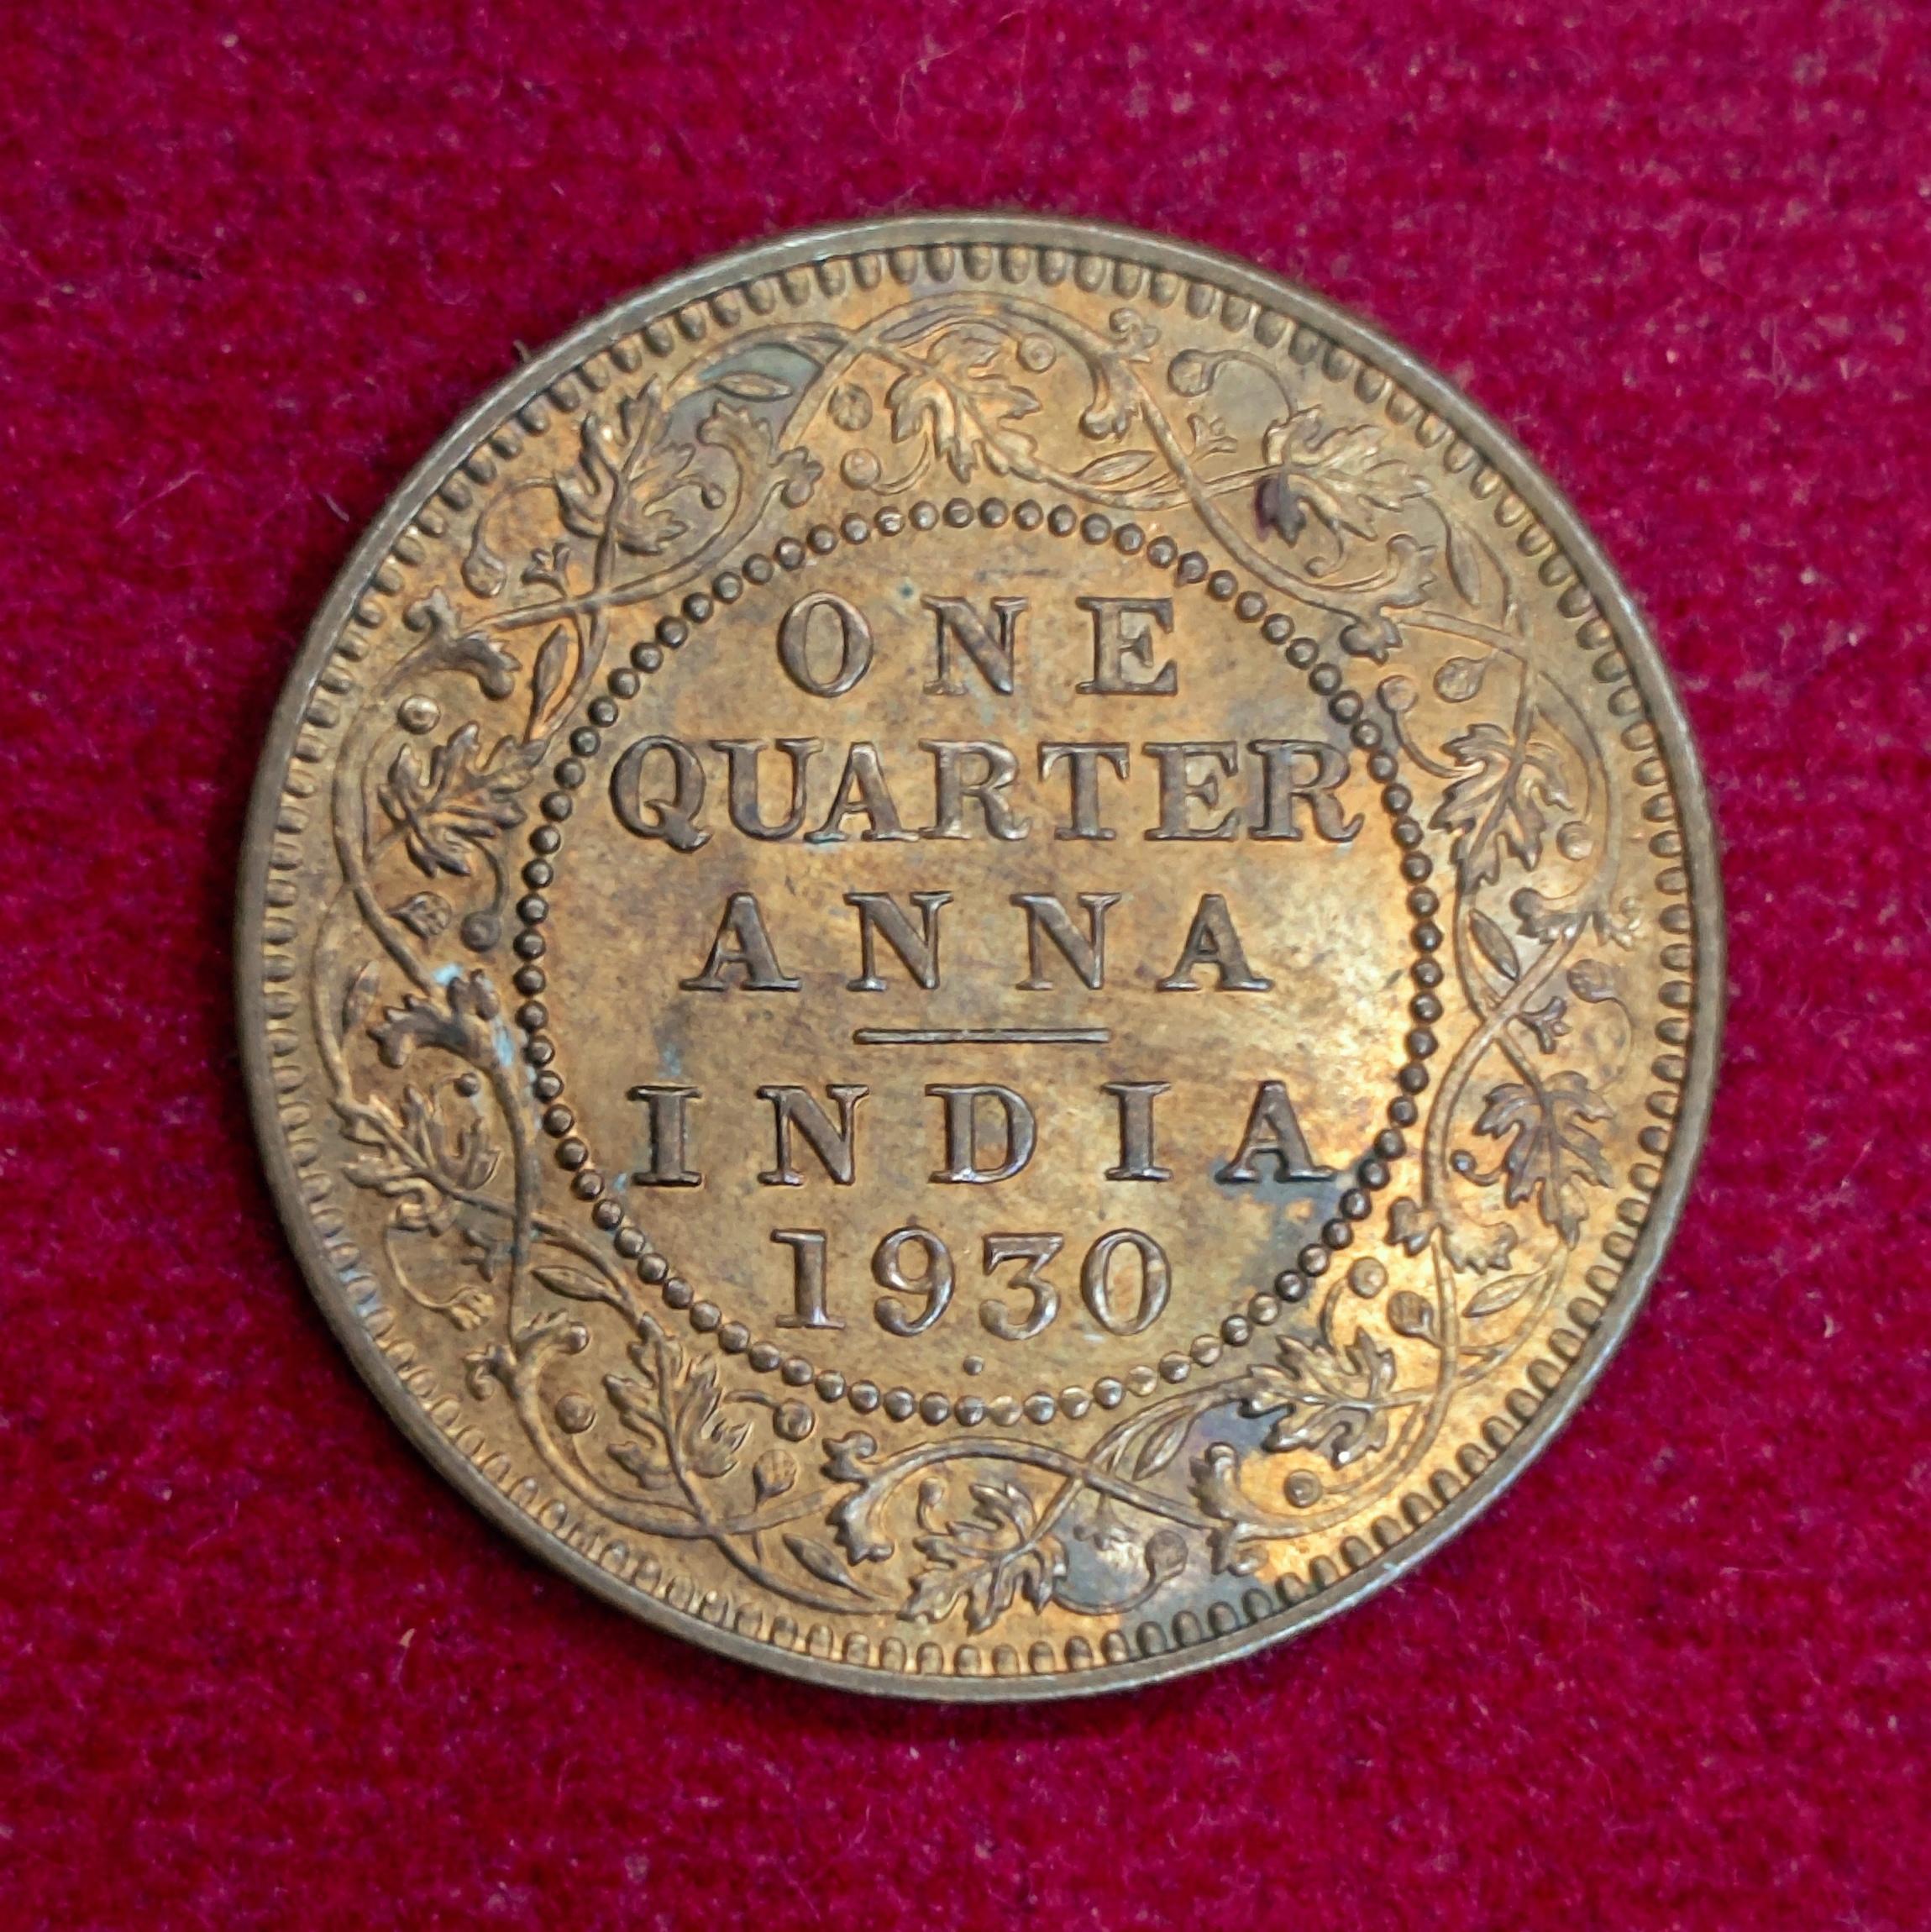 ONE
QUARTER
ANNA
INDIA
1930